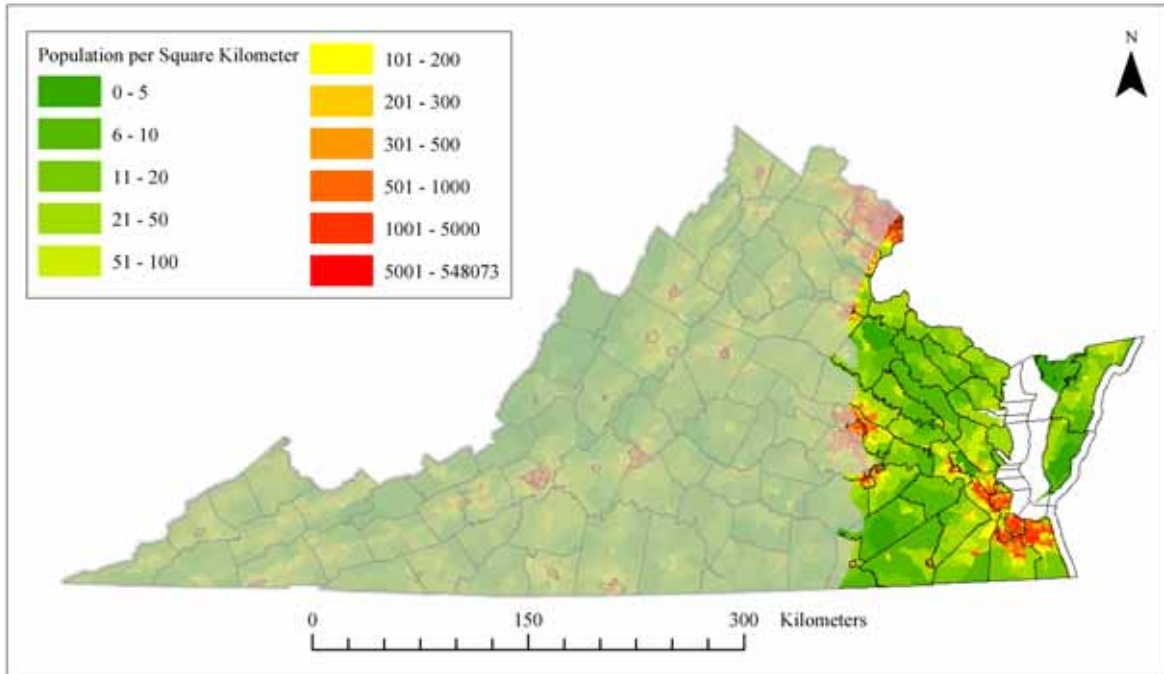 Population per Square Kilometer
0 - 5
6 - 10
11 - 20
21 - 50
51 - 100
101 - 200
201 - 300
301 - 500
501 - 1000
1001 - 5000
5001 - 548073
N
0 150 300 Kilometers